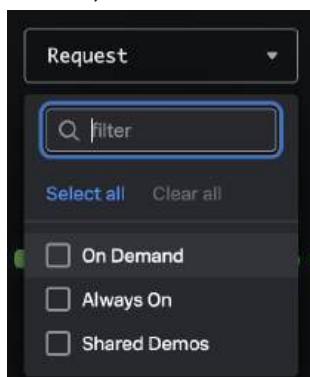 Request
filter
Select all Clear all
On Demand
Always On
Shared Demos